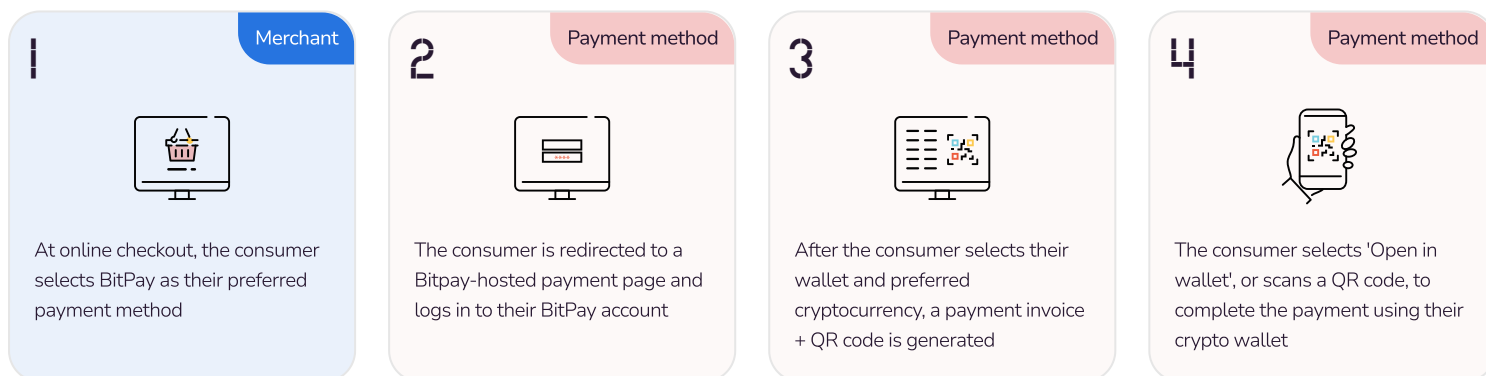 1
Merchant
At online checkout, the consumer
selects BitPay as their preferred
payment method
2
Payment method
The consumer is redirected to a
Bitpay-hosted payment page and
logs in to their BitPay account
3
Payment method
After the consumer selects their
wallet and preferred
cryptocurrency, a payment invoice
+ QR code is generated
4
Payment method
The consumer selects 'Open in
wallet', or scans a QR code, to
complete the payment using their
crypto wallet